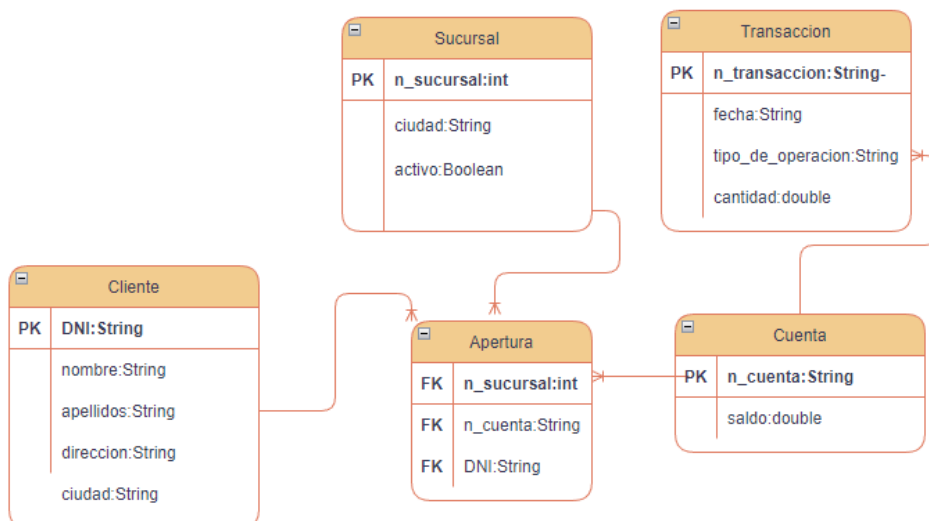 Sucursal
PK n_sucursal:int
ciudad:String
activo:Boolean
Transaccion
PK n_transaccion:String-
fecha:String
tipo_de_operacion:String
cantidad:double
Cliente
PK DNI:String
nombre:String
apellidos:String
direccion:String
ciudad:String
Apertura
FK n_sucursal:int
FK n_cuenta:String
FK DNI:String
Cuenta
PK n_cuenta:String
saldo:double